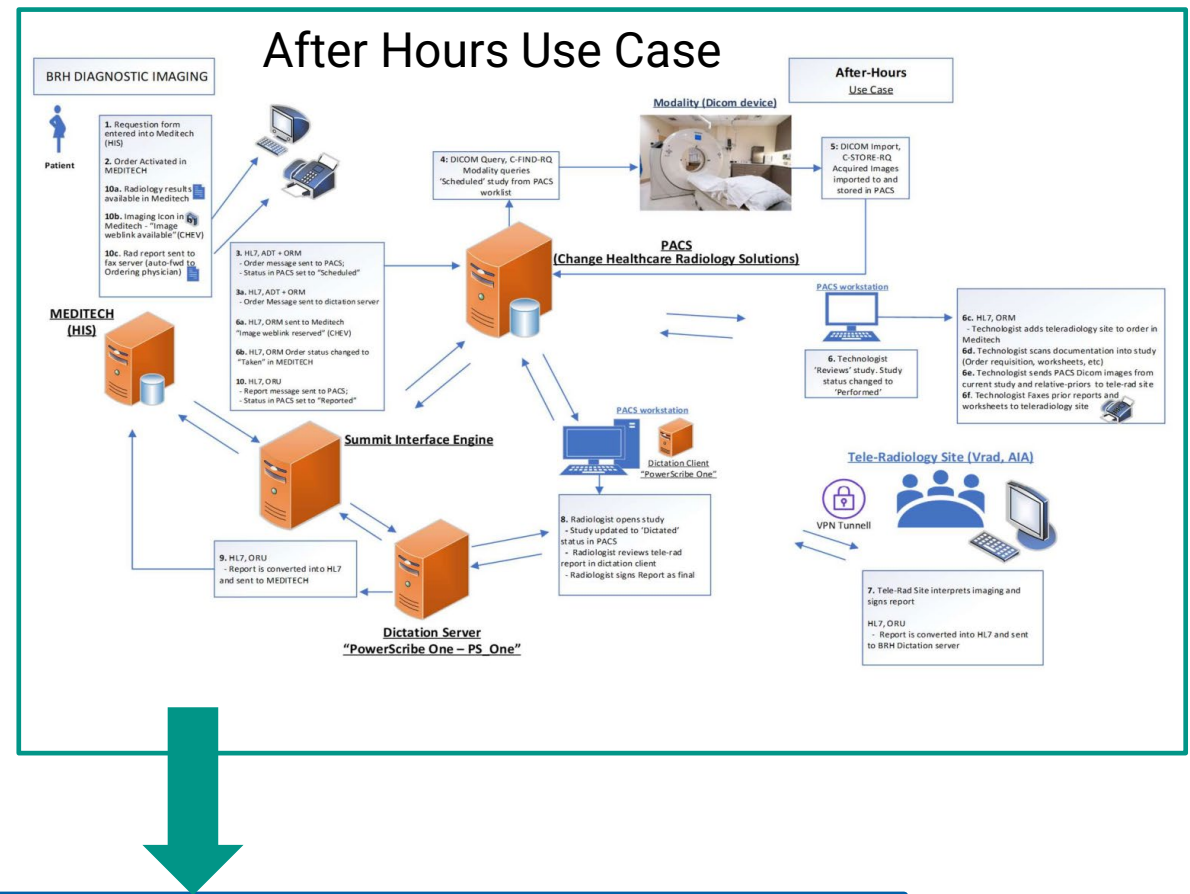 After Hours Use Case
BRH DIAGNOSTIC IMAGING
After-Hours
Use Case
Patient
1. Requestion form
entered into Meditech
(HIS)
2. Order Activated in
MEDITECH
10a. Radiology results
available in Meditech
10b. Imaging Icon in
Meditech - "Image
weblink available"(CHEV)
10c. Rad report sent to
fax server (auto-fwd to
Ordering physician)
Modality (Dicom device)
4: DICOM Query, C-FIND-RQ
Modality queries
'Scheduled' study from PACS
worklist
5: DICOM Import,
C-STORE-RQ
Acquired Images
imported to and
stored in PACS
3. HL7, ADT + ORM
- Order message sent to PACS;
- Status in PACS set to "Scheduled"
3a. HL7, ADT + ORM
- Order Message sent to dictation server
6a. HL7, ORM sent to Meditech
"Image weblink reserved" (CHEV)
6b. HL7, ORM Order status changed to
"Taken" in MEDITECH
10. HL7, ORU
- Report message sent to PACS;
- Status in PACS set to "Reported"
PACS
(Change Healthcare Radiology Solutions)
MEDITECH
(HIS)
PACS workstation
6. Technologist
'Reviews' study. Study
status changed to
'Performed'
6c. HL7, ORM
- Technologist adds teleradiology site to order in
Meditech
6d. Technologist scans documentation into study
(Order requisition, worksheets, etc)
6e. Technologist sends PACS Dicom images from
current study and relative-priors to tele-rad site
6f. Technologist Faxes prior reports and
worksheets to teleradiology site
Summit Interface Engine
PACS workstation
Dictation Client
"PowerScribe One"
Tele-Radiology Site (Vrad, AIA)
VPN Tunnell
8. Radiologist opens study
- Study updated to 'Dictated'
status in PACS
- Radiologist reviews tele-rad
report in dictation client
- Radiologist signs Report as final
9. HL7, ORU
- Report is converted into HL7
and sent to MEDITECH
7. Tele-Rad Site interprets imaging and
signs report
HL7, ORU
- Report is converted into HL7 and sent
to BRH Dictation server
Dictation Server
"PowerScribe One – PS_One"